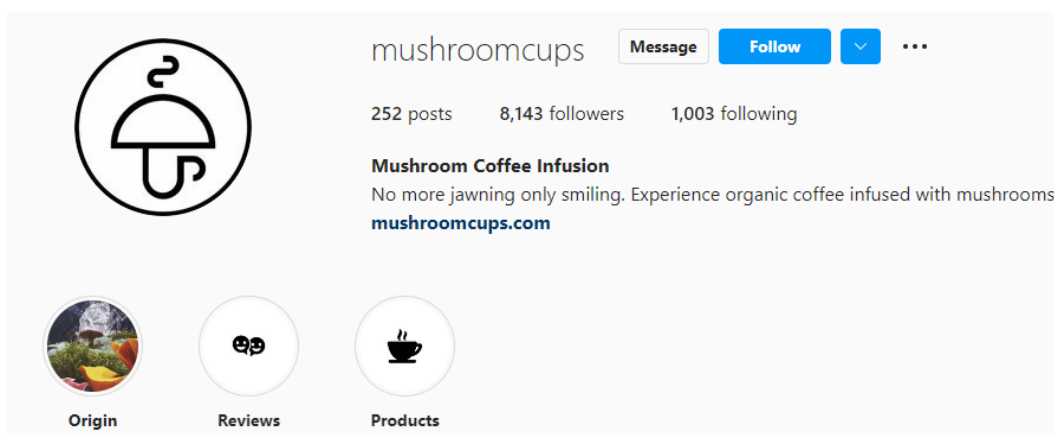 mushroomcups Message Follow
252 posts 8,143 followers 1,003 following
Mushroom Coffee Infusion
No more jawning only smiling. Experience organic coffee infused with mushrooms
mushroomcups.com
Origin Reviews Products